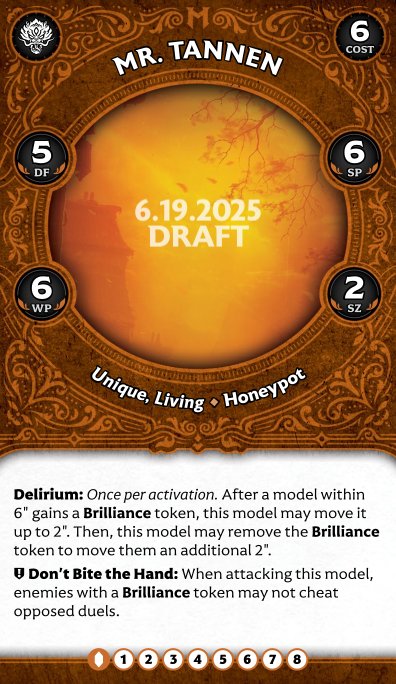 MR. TANNEN
6
COST
5
DF
6
SP
6.19.2025
DRAFT
6
WP
2
SZ
Unique, Living ◆ Honeypot
Delirium: Once per activation. After a model within
6" gains a Brilliance token, this model may move it
up to 2". Then, this model may remove the Brilliance
token to move them an additional 2".
Don't Bite the Hand: When attacking this model,
enemies with a Brilliance token may not cheat
opposed duels.
1 2 3 4 5 6 7 8